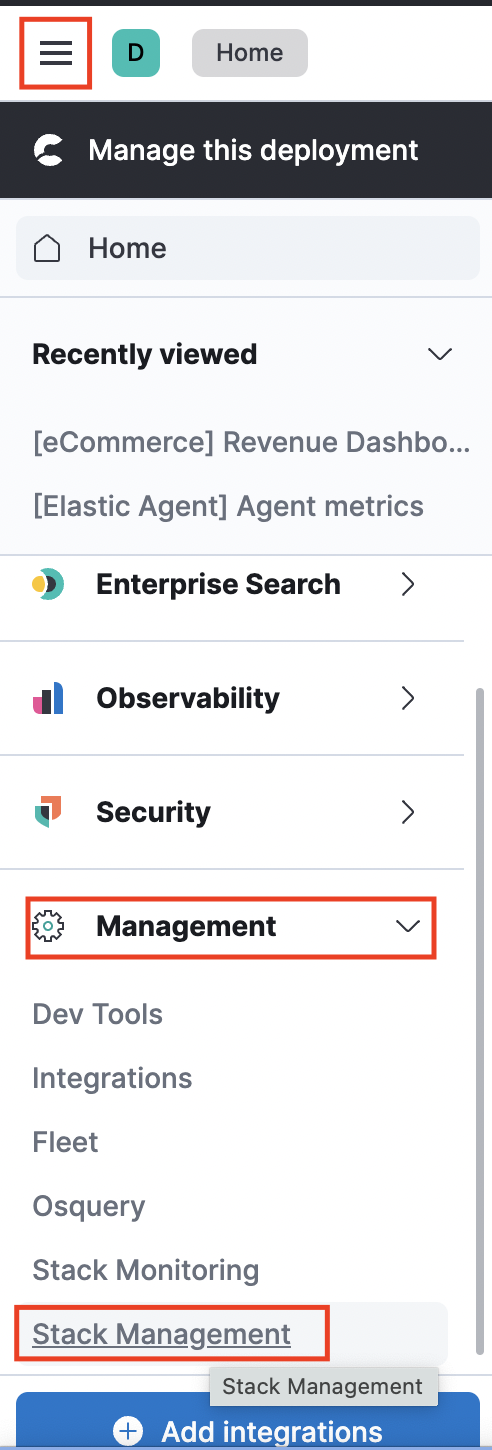 D Home
Manage this deployment
Home
Recently viewed
[eCommerce] Revenue Dashbo...
[Elastic Agent] Agent metrics
Enterprise Search
Observability
Security
Management
Dev Tools
Integrations
Fleet
Osquery
Stack Monitoring
Stack Management
Stack Management
Add integrations